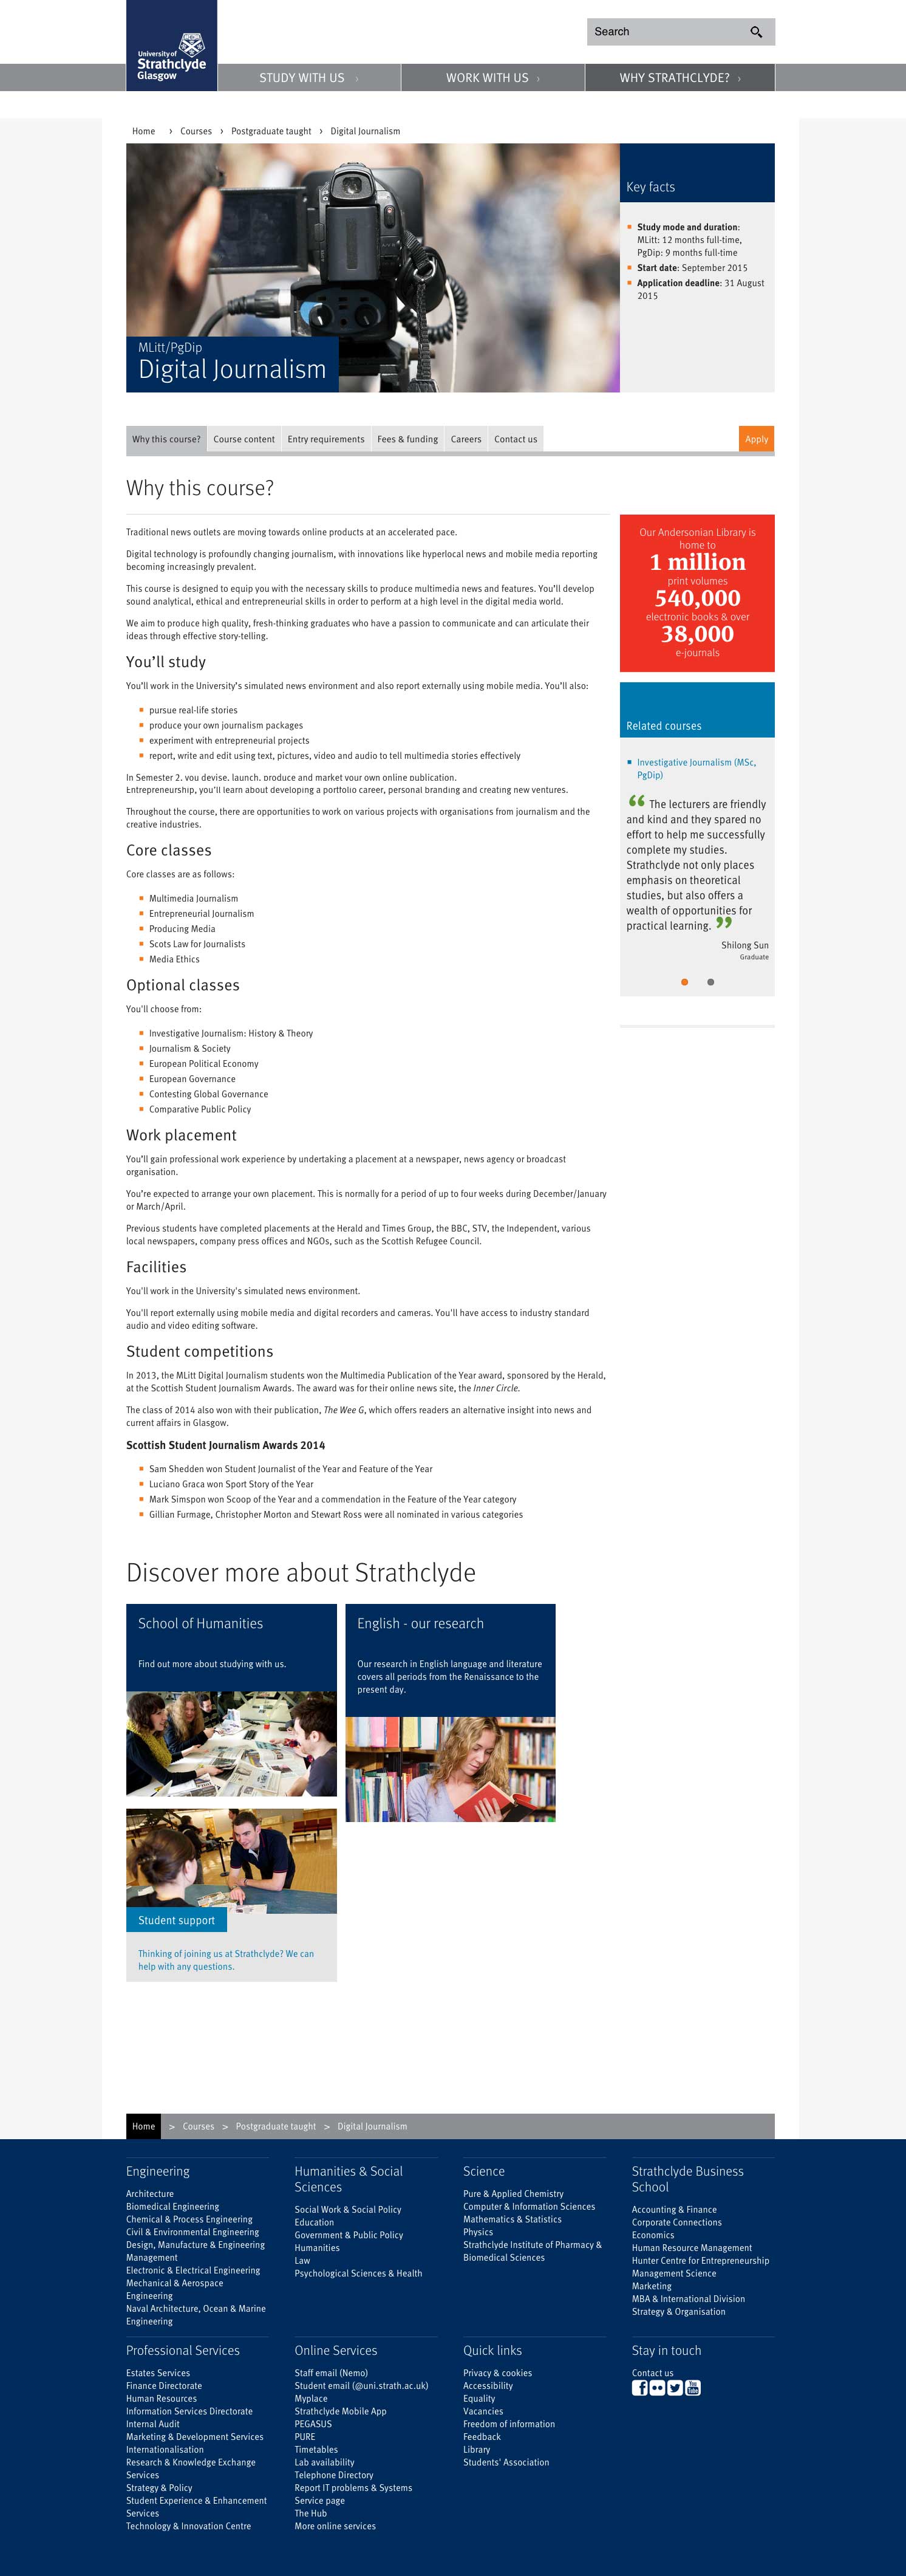 University of
Strathclyde
Glasgow
Search
STUDY WITH US ›
WORK WITH US ›
WHY STRATHCLYDE? ›
Home › Courses › Postgraduate taught › Digital Journalism
MLitt/PgDip
Digital Journalism
Key facts
Study mode and duration:
MLitt: 12 months full-time,
PgDip: 9 months full-time
Start date: September 2015
Application deadline: 31 August
2015
Why this course?
Course content
Entry requirements
Fees & funding
Careers
Contact us
Apply
Why this course?
Traditional news outlets are moving towards online products at an accelerated pace.
Digital technology is profoundly changing journalism, with innovations like hyperlocal news and mobile media reporting
becoming increasingly prevalent.
This course is designed to equip you with the necessary skills to produce multimedia news and features. You'll develop
sound analytical, ethical and entrepreneurial skills in order to perform at a high level in the digital media world.
We aim to produce high quality, fresh-thinking graduates who have a passion to communicate and can articulate their
ideas through effective story-telling.
You'll study
You'll work in the University's simulated news environment and also report externally using mobile media. You'll also:
pursue real-life stories
produce your own journalism packages
experiment with entrepreneurial projects
report, write and edit using text, pictures, video and audio to tell multimedia stories effectively
In Semester 2, you devise, launch, produce and market your own online publication.
Entrepreneurship, you'll learn about developing a portfolio career, personal branding and creating new ventures.
Throughout the course, there are opportunities to work on various projects with organisations from journalism and the
creative industries.
Core classes
Core classes are as follows:
Multimedia Journalism
Entrepreneurial Journalism
Producing Media
Scots Law for Journalists
Media Ethics
Optional classes
You'll choose from:
Investigative Journalism: History & Theory
Journalism & Society
European Political Economy
European Governance
Contesting Global Governance
Comparative Public Policy
Work placement
You'll gain professional work experience by undertaking a placement at a newspaper, news agency or broadcast
organisation.
You're expected to arrange your own placement. This is normally for a period of up to four weeks during December/January
or March/April.
Previous students have completed placements at the Herald and Times Group, the BBC, STV, the Independent, various
local newspapers, company press offices and NGOs, such as the Scottish Refugee Council.
Facilities
You'll work in the University's simulated news environment.
You'll report externally using mobile media and digital recorders and cameras. You'll have access to industry standard
audio and video editing software.
Student competitions
In 2013, the MLitt Digital Journalism students won the Multimedia Publication of the Year award, sponsored by the Herald,
at the Scottish Student Journalism Awards. The award was for their online news site, the Inner Circle.
The class of 2014 also won with their publication, The Wee G, which offers readers an alternative insight into news and
current affairs in Glasgow.
Scottish Student Journalism Awards 2014
Sam Shedden won Student Journalist of the Year and Feature of the Year
Luciano Graca won Sport Story of the Year
Mark Simspon won Scoop of the Year and a commendation in the Feature of the Year category
Gillian Furmage, Christopher Morton and Stewart Ross were all nominated in various categories
Our Andersonian Library is
home to
1 million
print volumes
540,000
electronic books & over
38,000
e-journals
Related courses
Investigative Journalism (MSc,
PgDip)
“ The lecturers are friendly
and kind and they spared no
effort to help me successfully
complete my studies.
Strathclyde not only places
emphasis on theoretical
studies, but also offers a
wealth of opportunities for
practical learning. ”
Shilong Sun
Graduate
Discover more about Strathclyde
School of Humanities
Find out more about studying with us.
English - our research
Our research in English language and literature
covers all periods from the Renaissance to the
present day.
Student support
Thinking of joining us at Strathclyde? We can
help with any questions.
Home > Courses > Postgraduate taught > Digital Journalism
Engineering
Architecture
Biomedical Engineering
Chemical & Process Engineering
Civil & Environmental Engineering
Design, Manufacture & Engineering
Management
Electronic & Electrical Engineering
Mechanical & Aerospace
Engineering
Naval Architecture, Ocean & Marine
Engineering
Humanities & Social
Sciences
Social Work & Social Policy
Education
Government & Public Policy
Humanities
Law
Psychological Sciences & Health
Science
Pure & Applied Chemistry
Computer & Information Sciences
Mathematics & Statistics
Physics
Strathclyde Institute of Pharmacy &
Biomedical Sciences
Strathclyde Business
School
Accounting & Finance
Corporate Connections
Economics
Human Resource Management
Hunter Centre for Entrepreneurship
Management Science
Marketing
MBA & International Division
Strategy & Organisation
Professional Services
Estates Services
Finance Directorate
Human Resources
Information Services Directorate
Internal Audit
Marketing & Development Services
Internationalisation
Research & Knowledge Exchange
Services
Strategy & Policy
Student Experience & Enhancement
Services
Technology & Innovation Centre
Online Services
Staff email (Nemo)
Student email (@uni.strath.ac.uk)
Myplace
Strathclyde Mobile App
PEGASUS
PURE
Timetables
Lab availability
Telephone Directory
Report IT problems & Systems
Service page
The Hub
More online services
Quick links
Privacy & cookies
Accessibility
Equality
Vacancies
Freedom of information
Feedback
Library
Students' Association
Stay in touch
Contact us
You
Tube